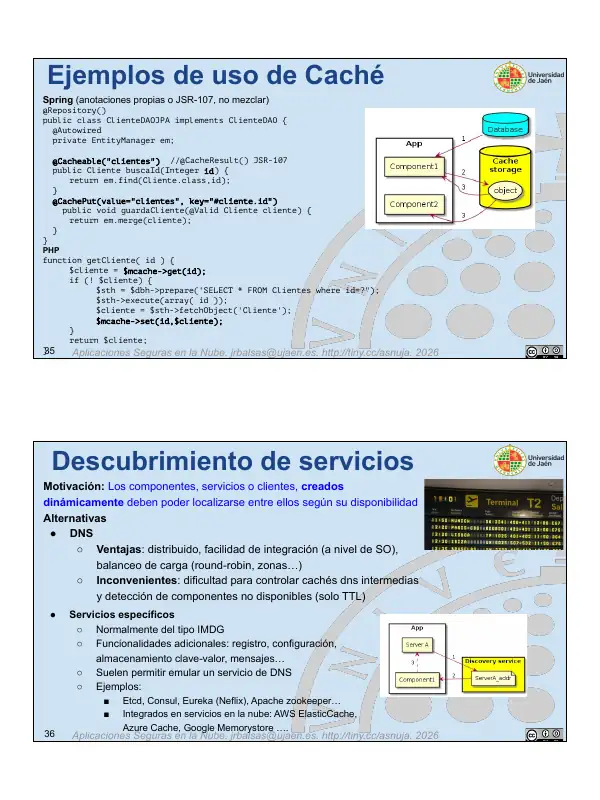 Ejemplos de uso de Caché
Universidad
de Jaén
Spring (anotaciones propias o JSR-107, no mezclar)
@Repository()
public class ClienteDAOJPA implements ClienteDAO {
@Autowired
private EntityManager em;
@Cacheable("clientes") //@CacheResult() JSR-107
public Cliente buscaId(Integer id) {
return em.find(Cliente.class,id);
}
@CachePut(value="clientes", key="#cliente.id")
public void guardaCliente(@Valid Cliente cliente) {
return em.merge(cliente);
}
}
PHP
function getCliente( id ) {
$cliente = $mcache->get(id);
if (! $cliente) {
$sth = $dbh->prepare('SELECT * FROM Clientes where id=?");
$sth->execute(array( id ));
$cliente = $sth->fetchObject('Cliente');
$mcache->set(id,$cliente);
}
return $cliente;
}
App
Component1
Component2
Database
Cache
storage
object
1
2
3
3
35
Aplicaciones Seguras en la Nube. jrbalsas@ujaen.es. http://tiny.cc/asnuja. 2026
Descubrimiento de servicios
Universidad
de Jaén
Motivación: Los componentes, servicios o clientes, creados
dinámicamente deben poder localizarse entre ellos según su disponibilidad
Alternativas
● DNS
○ Ventajas: distribuido, facilidad de integración (a nivel de SO),
balanceo de carga (round-robin, zonas…)
○ Inconvenientes: dificultad para controlar cachés dns intermedias
y detección de componentes no disponibles (solo TTL)
● Servicios específicos
○ Normalmente del tipo IMDG
○ Funcionalidades adicionales: registro, configuración,
almacenamiento clave-valor, mensajes…
○ Suelen permitir emular un servicio de DNS
○ Ejemplos:
■ Etcd, Consul, Eureka (Neflix), Apache zookeeper…
■ Integrados en servicios en la nube: AWS ElasticCache,
Azure Cache, Google Memorystore ….
Terminal T2
App
Server A
Component1
Discovery service
ServerA_addr
1
2
3
36
Aplicaciones Seguras en la Nube. jrbalsas@ujaen.es. http://tiny.cc/asnuja. 2026